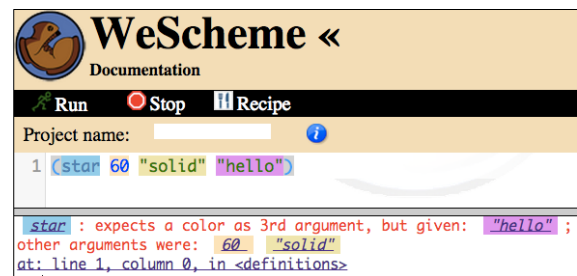 WeScheme «
Documentation
Run Stop Recipe
Project name: i
1 (star 60 "solid" "hello")
star : expects a color as 3rd argument, but given: "hello" ;
other arguments were: 60 "solid"
at: line 1, column 0, in <definitions>